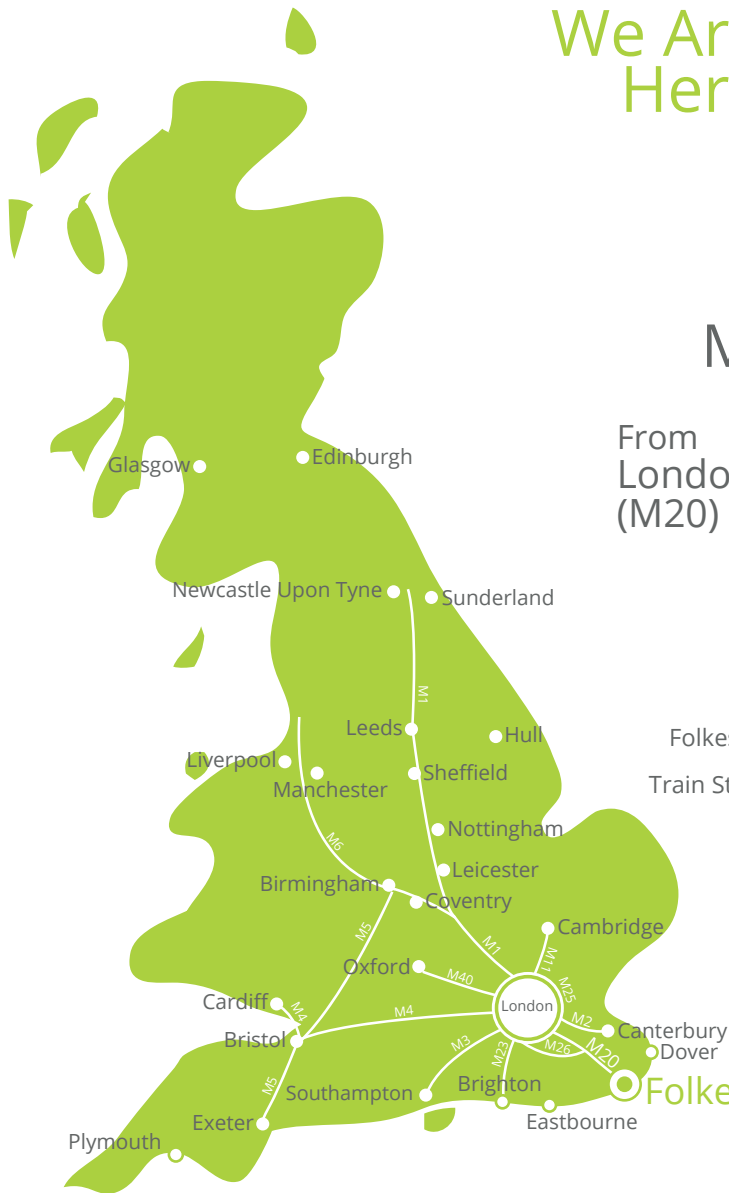 We Ar
Her
M
From
Londo
(M20)
Glasgow
Edinburgh
Newcastle Upon Tyne
Sunderland
M1
Leeds
Hull
Folkes
Liverpool
Manchester
Sheffield
Train St
Nottingham
M6
Leicester
Birmingham
Coventry
M5
M1
Cambridge
M11
Oxford
M40
M25
Cardiff
M4
London
M4
M2
Canterbury
Bristol
M3
M23
M26
M20
Dover
M5
Southampton
Brighton
Folke
Exeter
Eastbourne
Plymouth